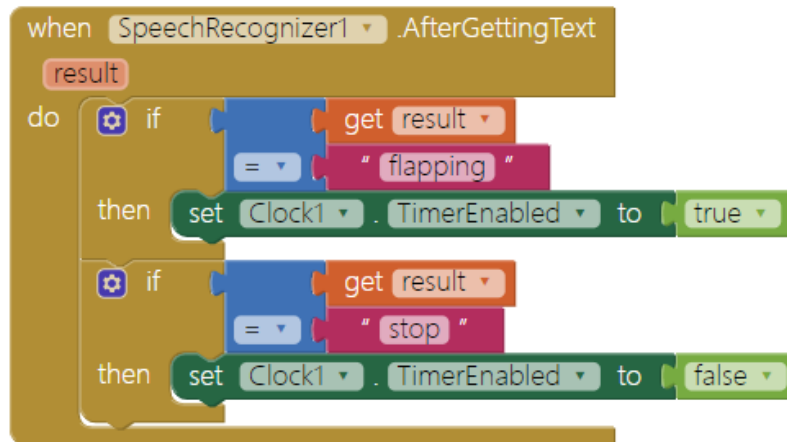 when SpeechRecognizer1 .AfterGettingText
result
do if get result
= " flapping "
then set Clock1 . TimerEnabled to true
if get result
= " stop "
then set Clock1 . TimerEnabled to false